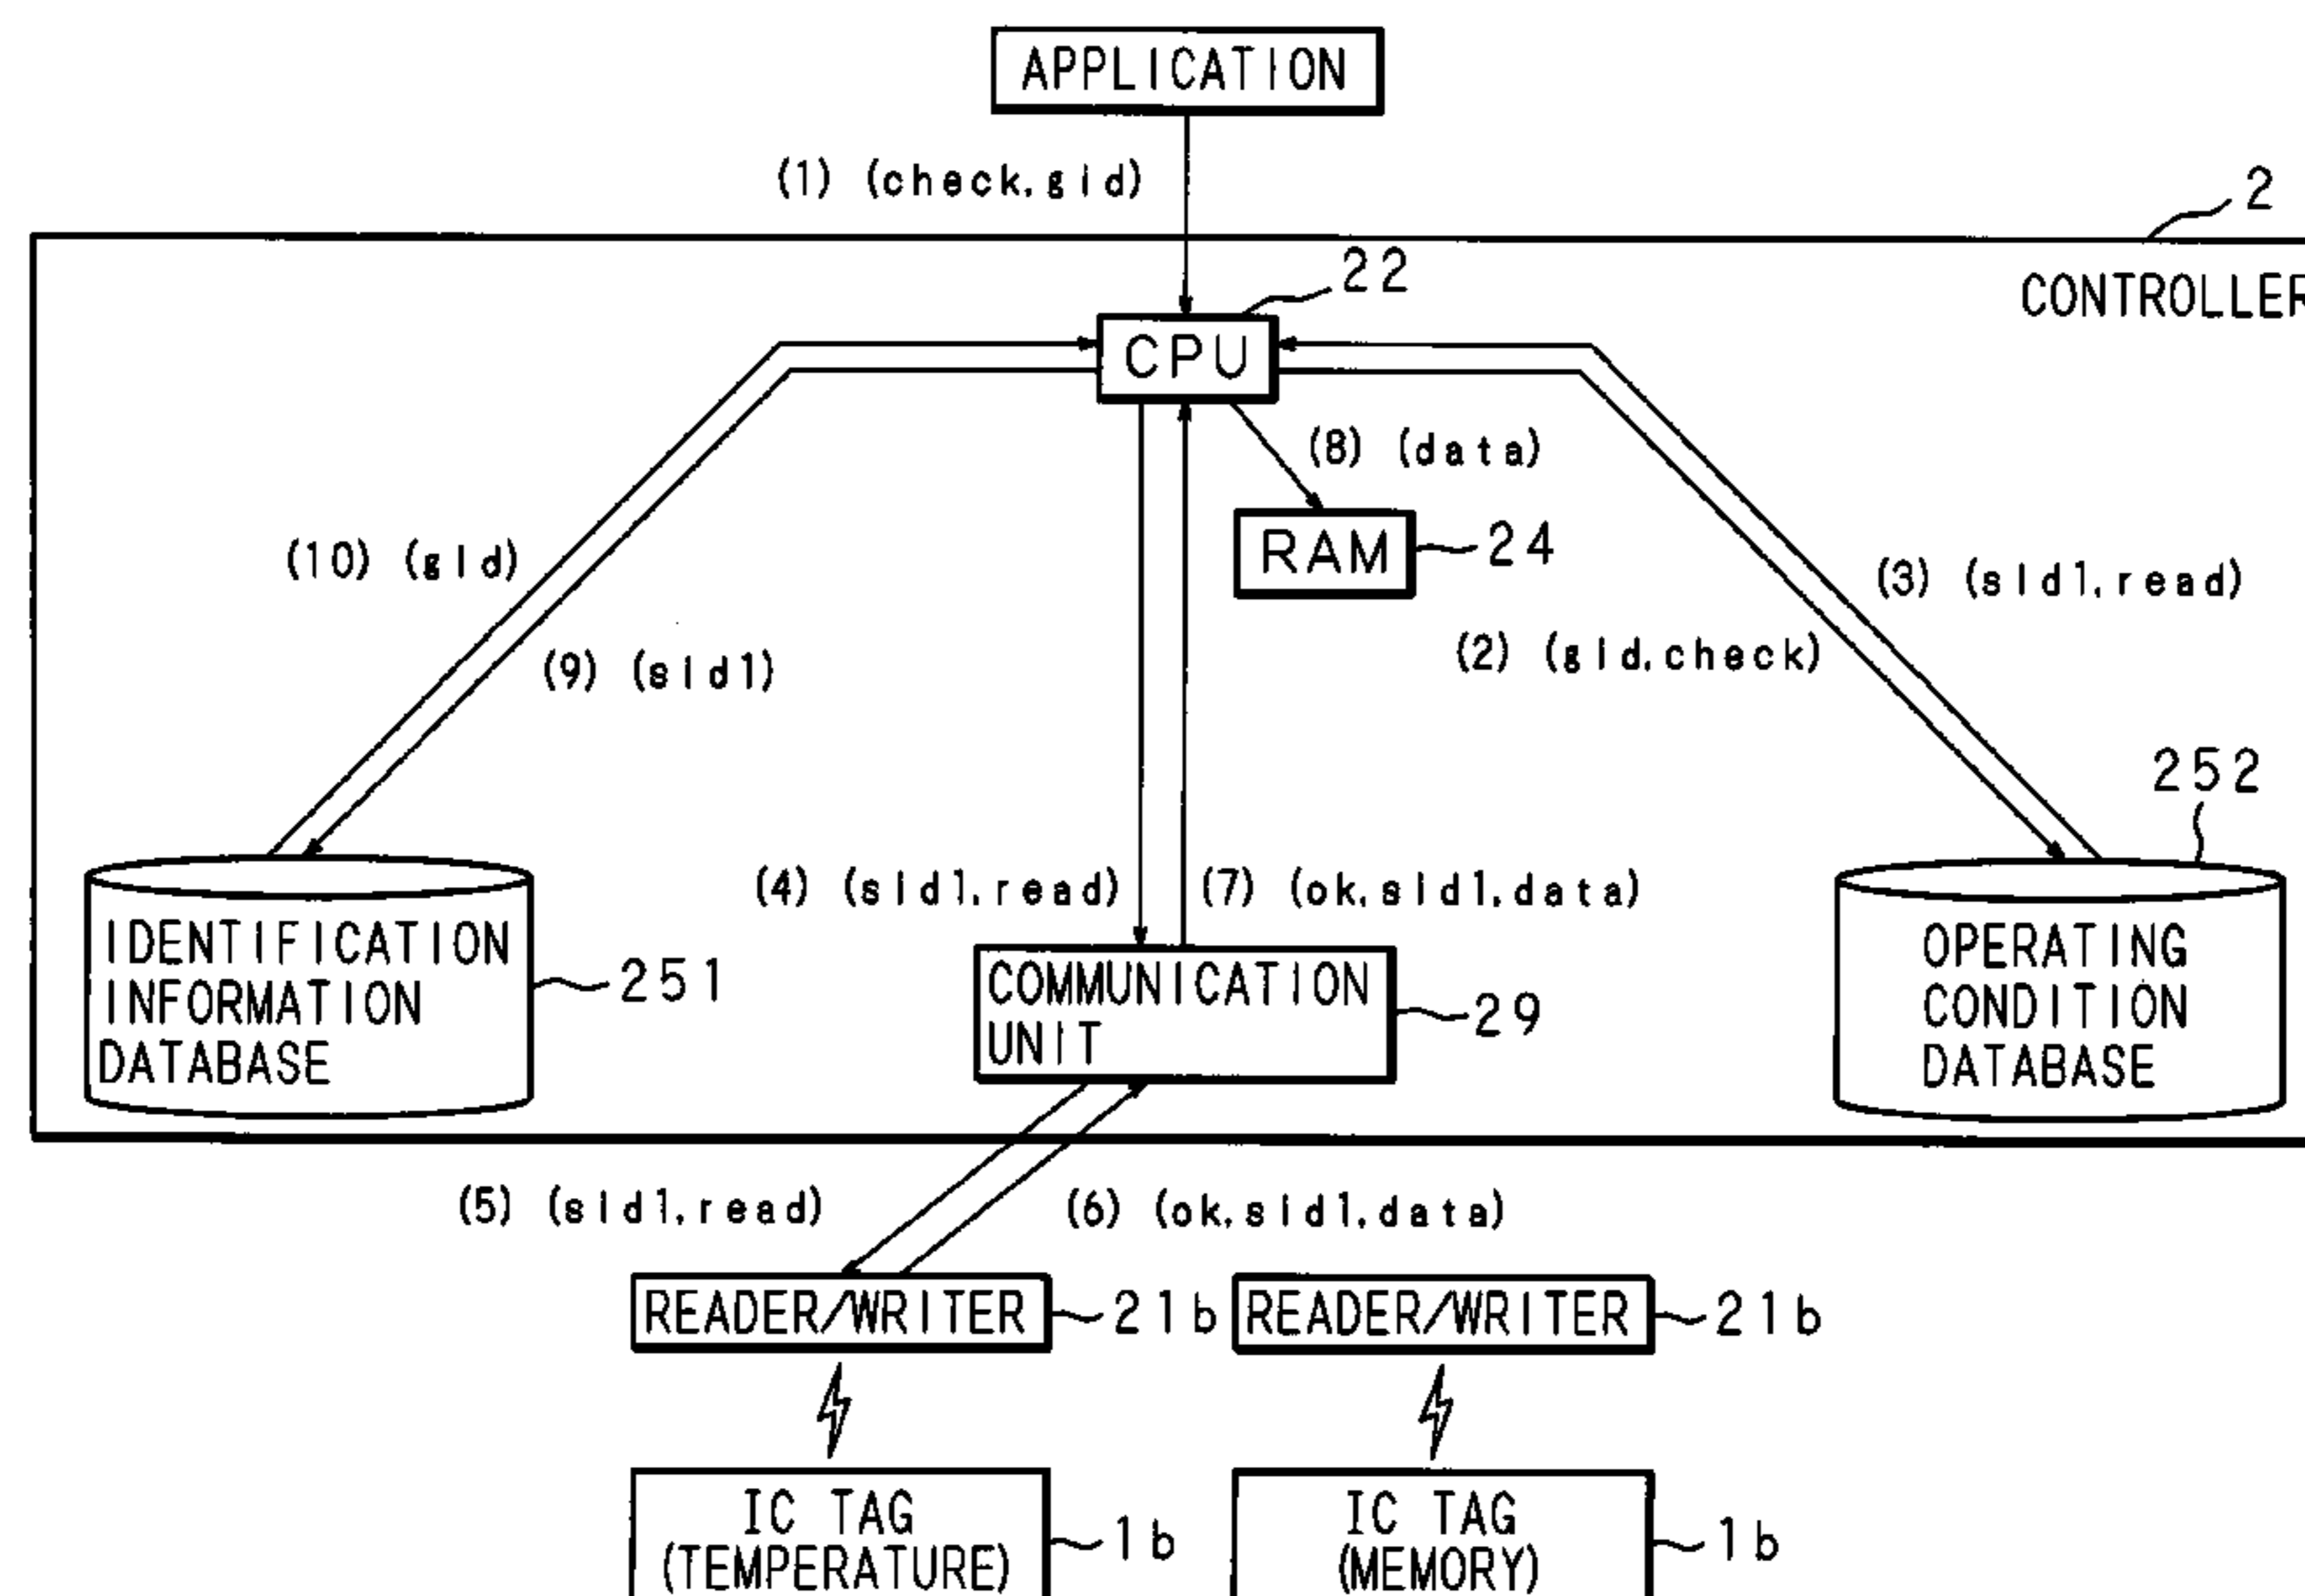 APPLICATION
(1) (check,gid)
2
CONTROLLER
22
CPU
(8) (data)
RAM
24
(10) (gid)
(3) (sid1,read)
(9) (sid1)
(2) (gid,check)
252
(4) (sid1,read)
(7) (ok,sid1,data)
IDENTIFICATION
INFORMATION
DATABASE
251
COMMUNICATION
UNIT
29
OPERATING
CONDITION
DATABASE
(5) (sid1,read)
(6) (ok,sid1,data)
READER/WRITER
21b
READER/WRITER
21b
IC TAG
(TEMPERATURE)
1b
IC TAG
(MEMORY)
1b